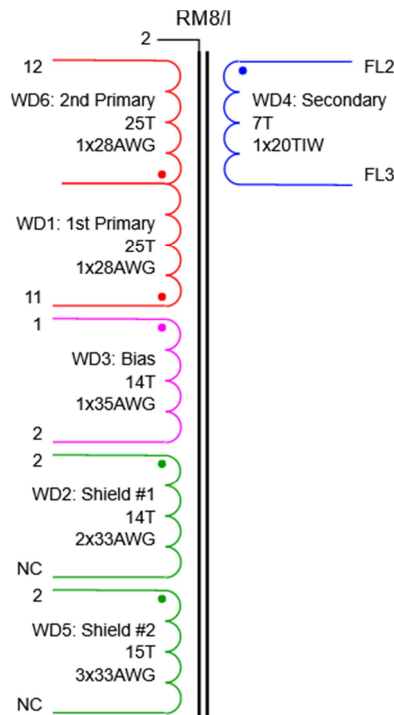 RM8/I
2
12
WD6: 2nd Primary
25T
1x28AWG
WD1: 1st Primary
25T
1x28AWG
11
1
WD3: Bias
14T
1x35AWG
2
2
WD2: Shield #1
14T
2x33AWG
NC
2
WD5: Shield #2
15T
3x33AWG
NC
FL2
WD4: Secondary
7T
1x20TIW
FL3